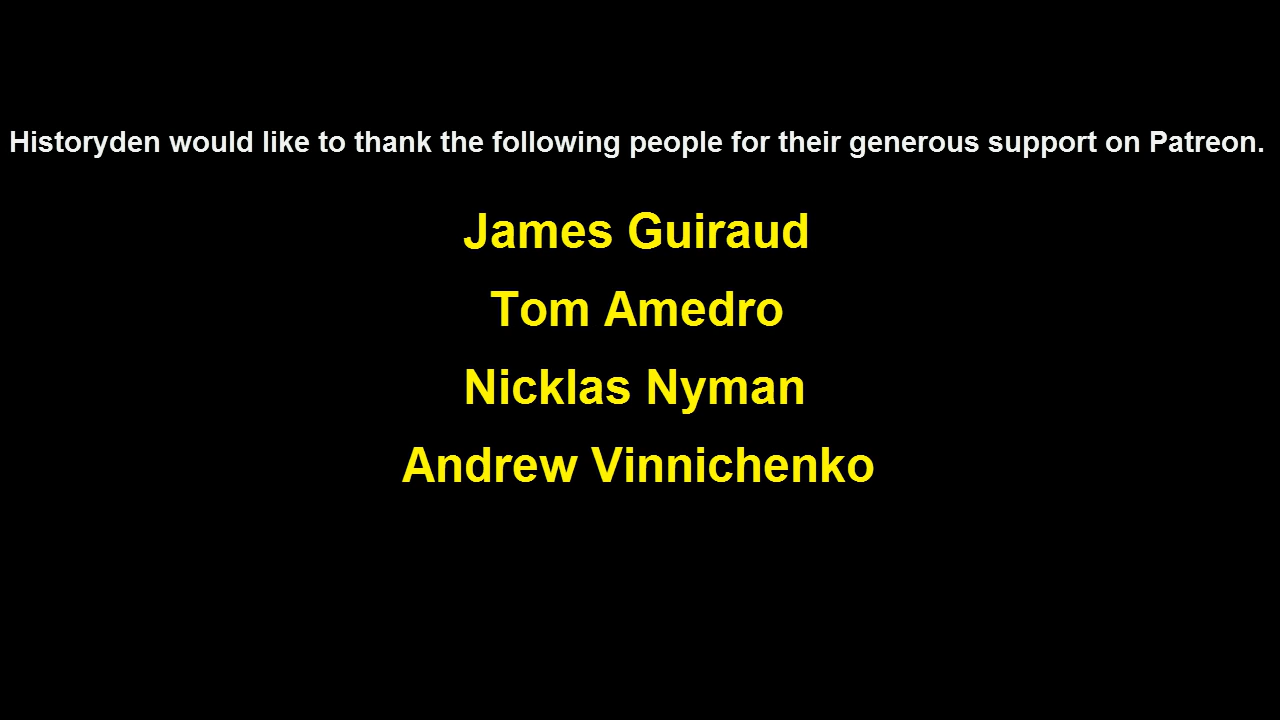 Historyden would like to thank the following people for their generous support on Patreon.
James Guiraud
Tom Amedro
Nicklas Nyman
Andrew Vinnichenko